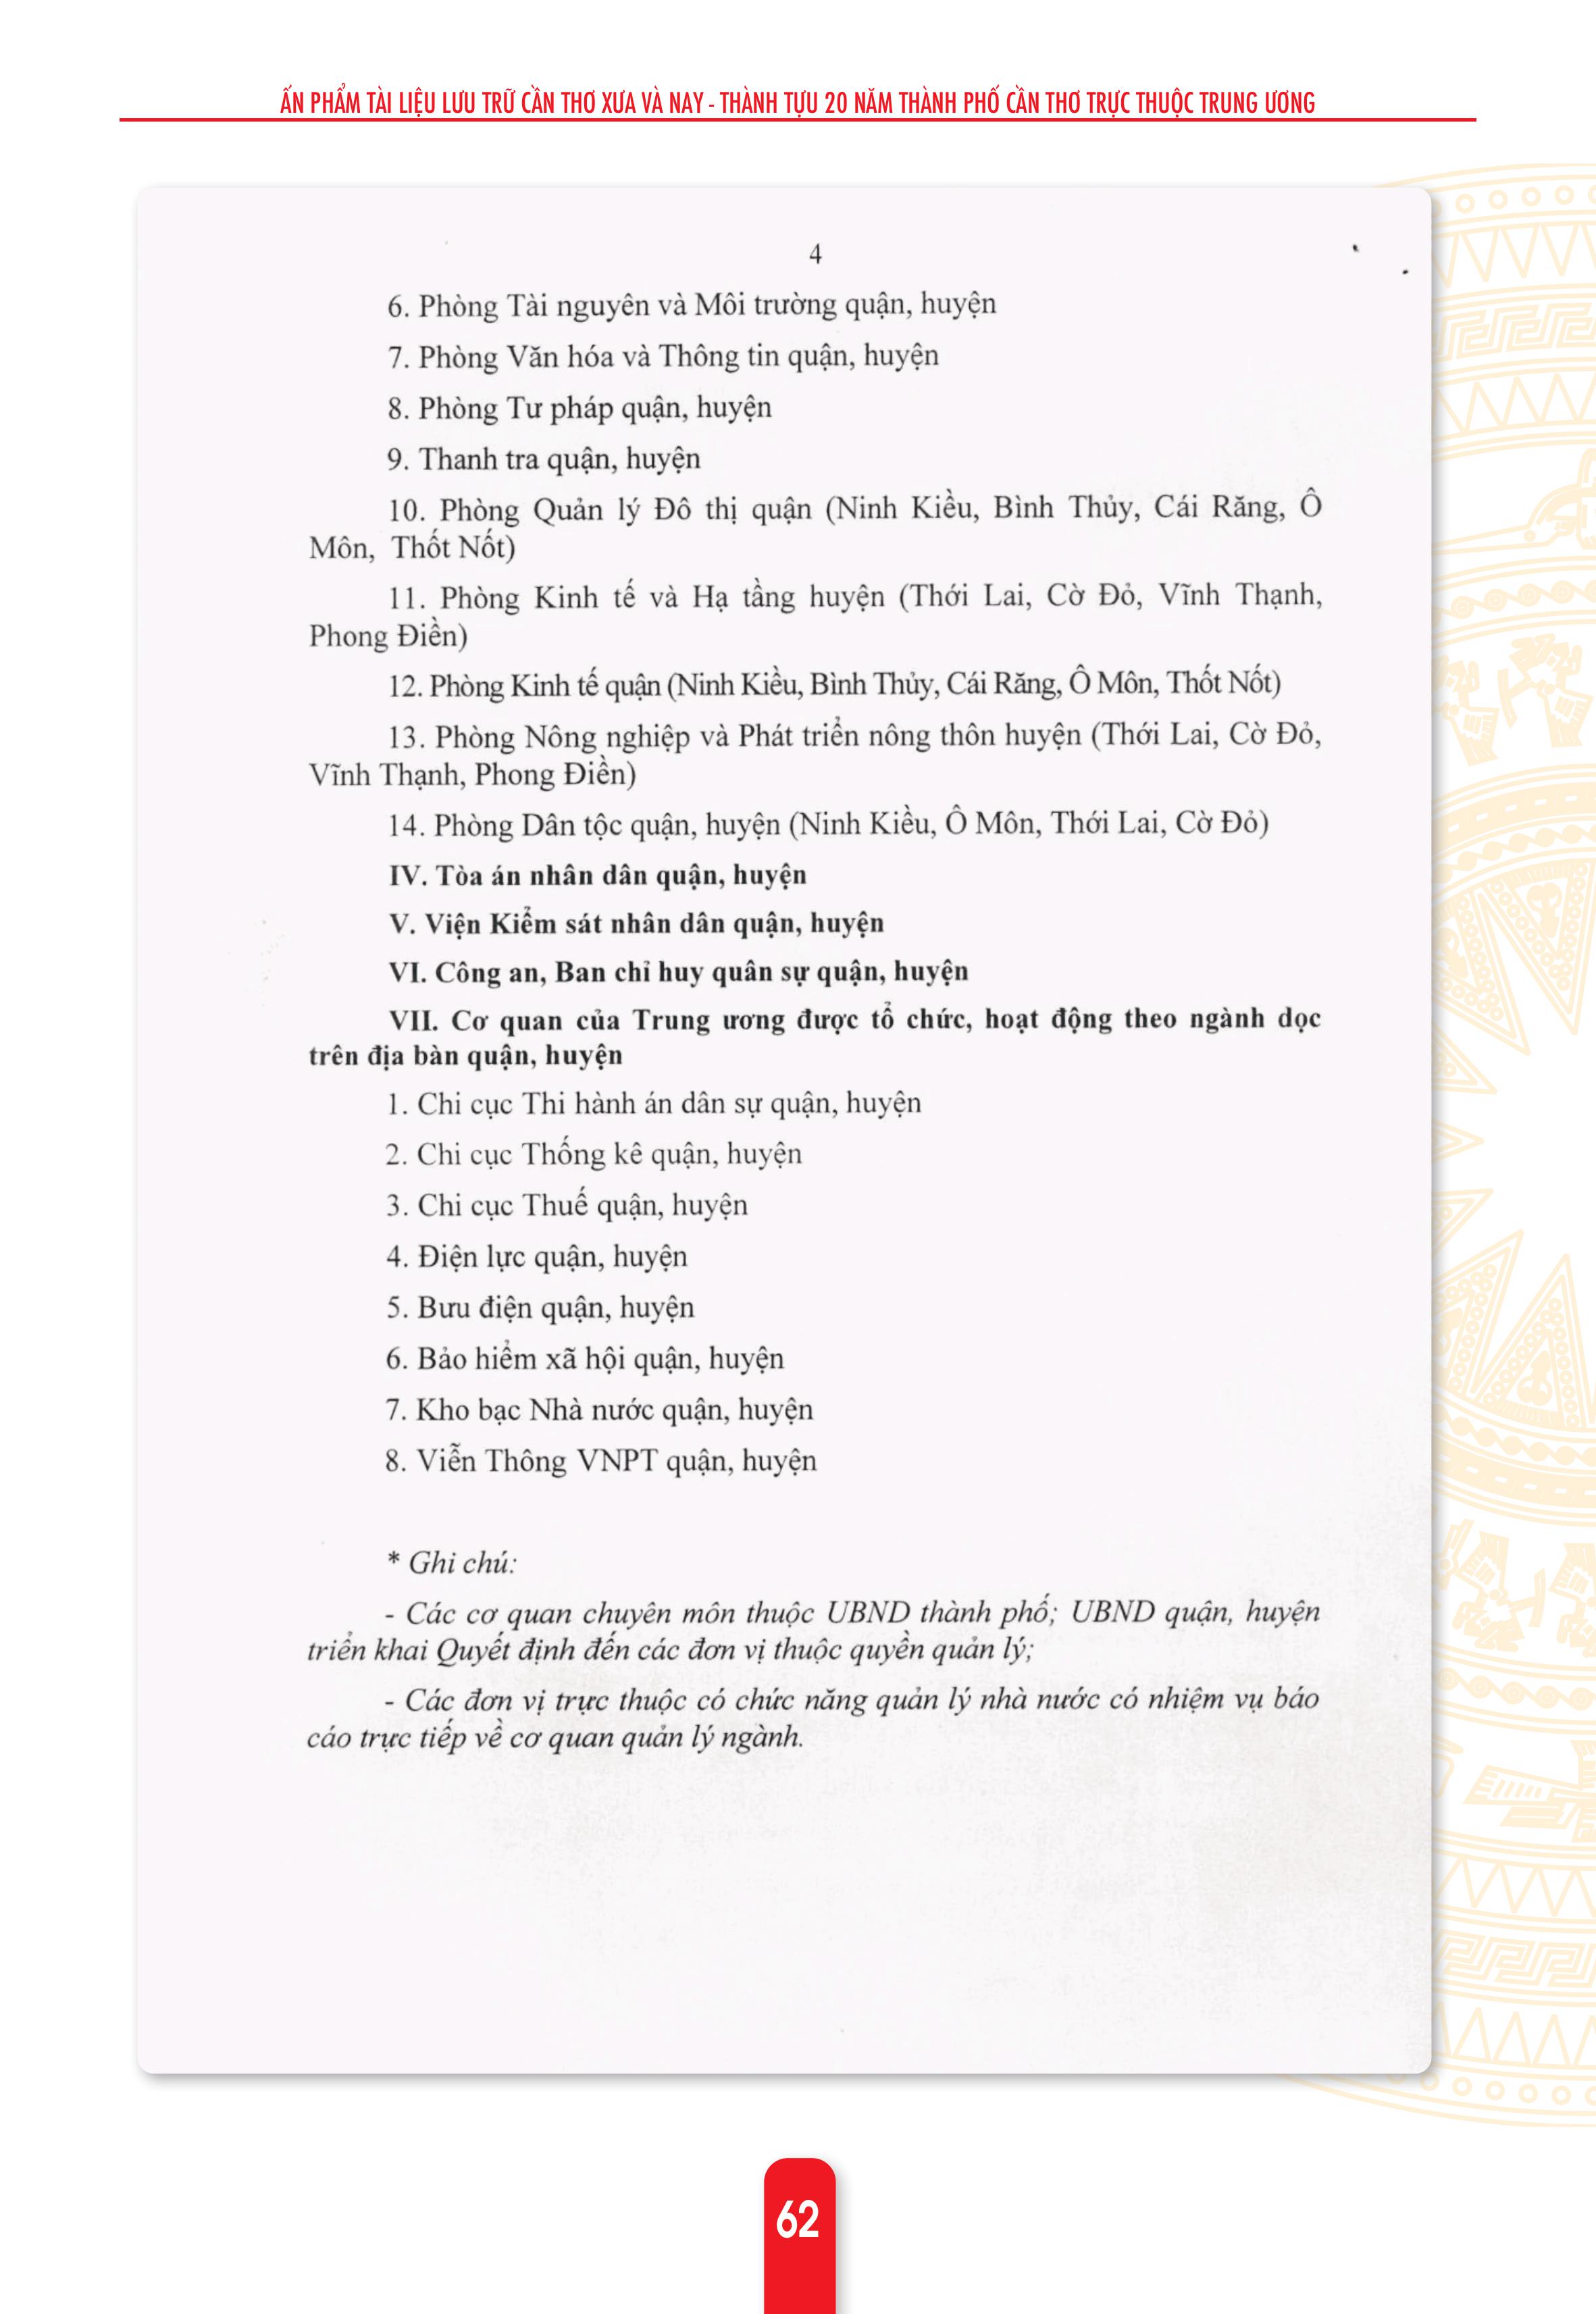 ẤN PHẨM TÀI LIỆU LƯU TRỮ CẦN THƠ XƯA VÀ NAY - THÀNH TỰU 20 NĂM THÀNH PHỐ CẦN THƠ TRỰC THUỘC TRUNG ƯƠNG
4
6. Phòng Tài nguyên và Môi trường quận, huyện
7. Phòng Văn hóa và Thông tin quận, huyện
8. Phòng Tư pháp quận, huyện
9. Thanh tra quận, huyện
10. Phòng Quản lý Đô thị quận (Ninh Kiều, Bình Thủy, Cái Răng, Ô
Môn, Thốt Nốt)
11. Phòng Kinh tế và Hạ tầng huyện (Thới Lai, Cờ Đỏ, Vĩnh Thạnh,
Phong Điền)
12. Phòng Kinh tế quận (Ninh Kiều, Bình Thủy, Cái Răng, Ô Môn, Thốt Nốt)
13. Phòng Nông nghiệp và Phát triển nông thôn huyện (Thới Lai, Cờ Đỏ,
Vĩnh Thạnh, Phong Điền)
14. Phòng Dân tộc quận, huyện (Ninh Kiều, Ô Môn, Thới Lai, Cờ Đỏ)
IV. Tòa án nhân dân quận, huyện
V. Viện Kiểm sát nhân dân quận, huyện
VI. Công an, Ban chỉ huy quân sự quận, huyện
VII. Cơ quan của Trung ương được tổ chức, hoạt động theo ngành dọc
trên địa bàn quận, huyện
1. Chi cục Thi hành án dân sự quận, huyện
2. Chi cục Thống kê quận, huyện
3. Chi cục Thuế quận, huyện
4. Điện lực quận, huyện
5. Bưu điện quận, huyện
6. Bảo hiểm xã hội quận, huyện
7. Kho bạc Nhà nước quận, huyện
8. Viễn Thông VNPT quận, huyện
* Ghi chú:
- Các cơ quan chuyên môn thuộc UBND thành phố; UBND quận, huyện
triển khai Quyết định đến các đơn vị thuộc quyền quản lý;
- Các đơn vị trực thuộc có chức năng quản lý nhà nước có nhiệm vụ báo
cáo trực tiếp về cơ quan quản lý ngành.
62